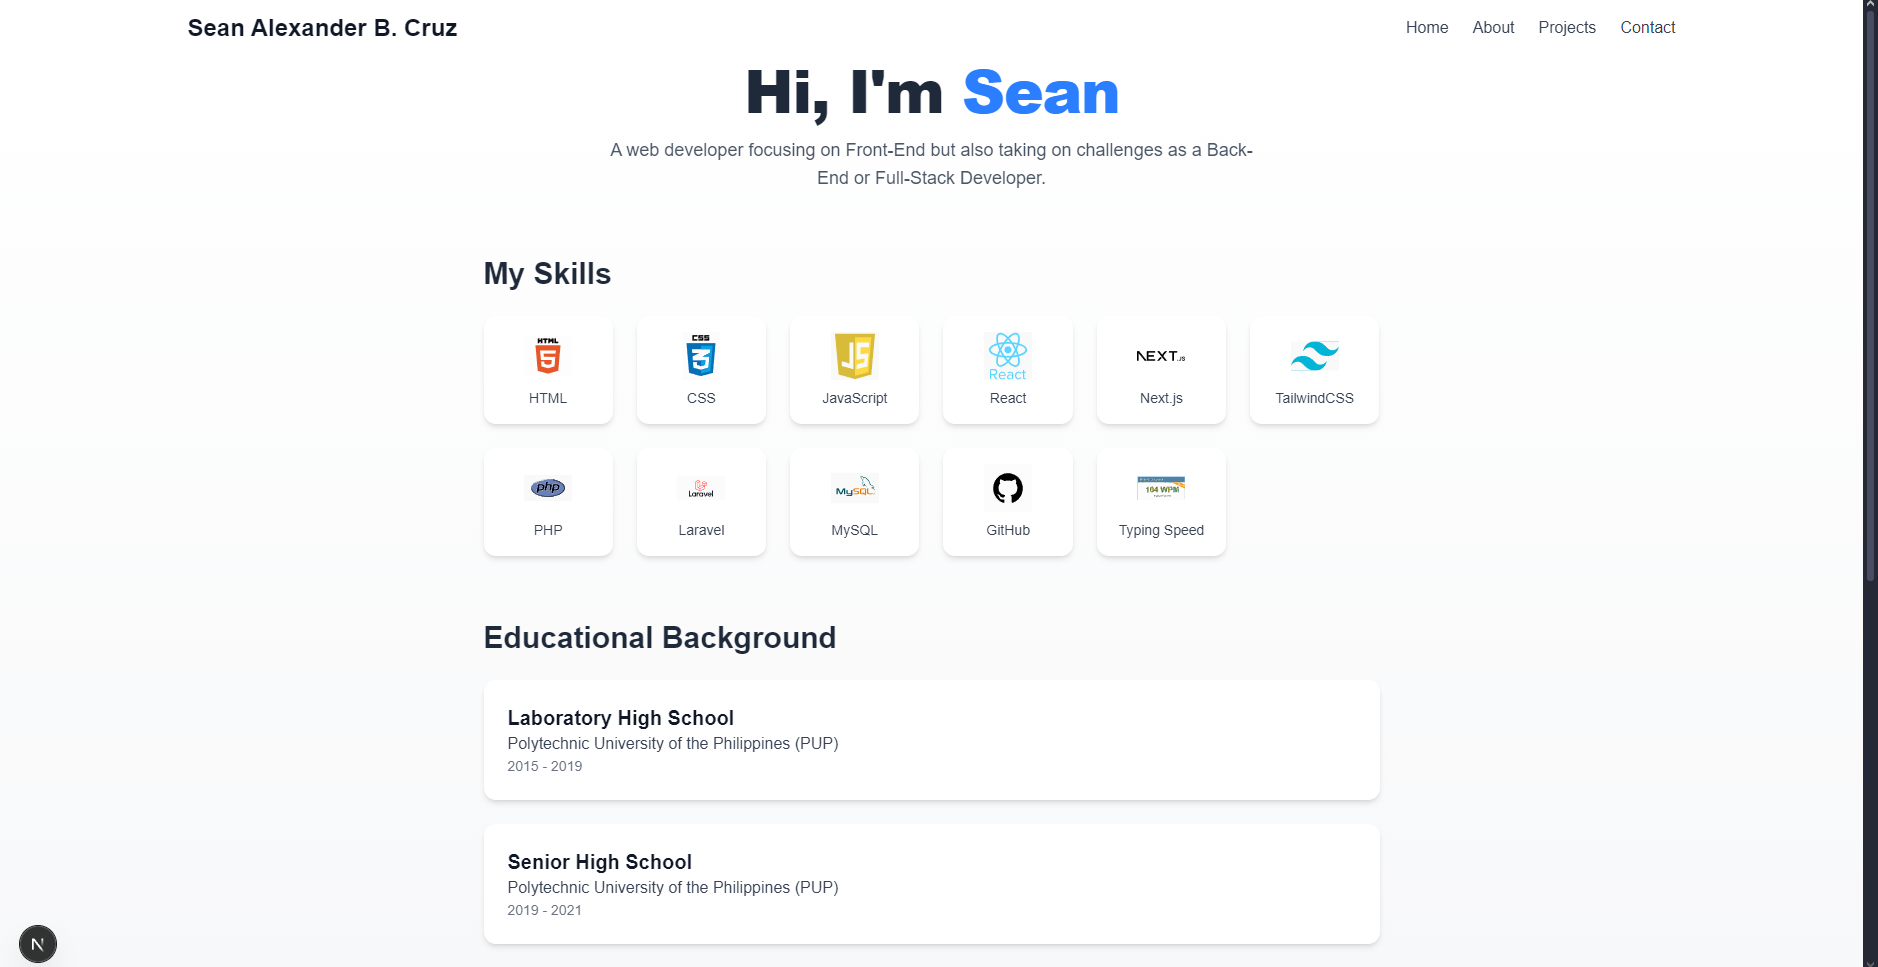 Sean Alexander B. Cruz
Home About Projects Contact
Hi, I'm Sean
A web developer focusing on Front-End but also taking on challenges as a Back-
End or Full-Stack Developer.
My Skills
HTML
5
CSS
3
JS
React
NEXT.JS
HTML CSS JavaScript React Next.js TailwindCSS
php
Laravel
MySQL
104 WPM
PHP Laravel MySQL GitHub Typing Speed
Educational Background
Laboratory High School
Polytechnic University of the Philippines (PUP)
2015 - 2019
Senior High School
Polytechnic University of the Philippines (PUP)
2019 - 2021
N